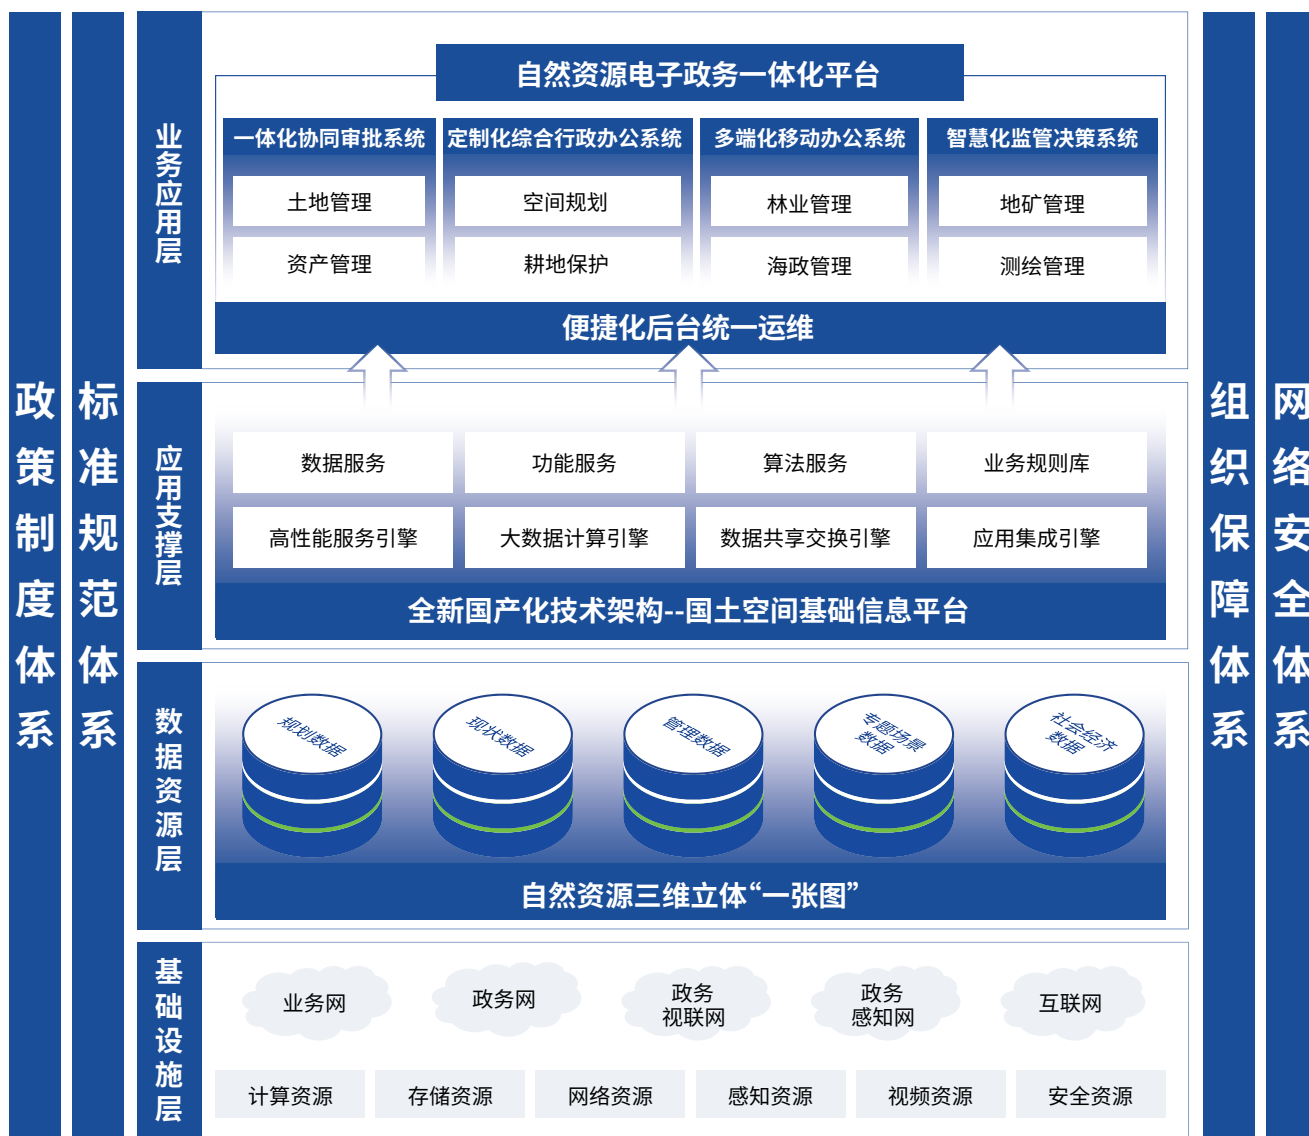 政策制度体系
标准规范体系
业务应用层
自然资源电子政务一体化平台
一体化协同审批系统
定制化综合行政办公系统
多端化移动办公系统
智慧化监管决策系统
土地管理
空间规划
林业管理
地矿管理
资产管理
耕地保护
海政管理
测绘管理
便捷化后台统一运维
应用支撑层
数据服务
功能服务
算法服务
业务规则库
高性能服务引擎
大数据计算引擎
数据共享交换引擎
应用集成引擎
全新国产化技术架构--国土空间基础信息平台
数据资源层
规划数据
现状数据
管理数据
专题场景
数据
社会经济
数据
自然资源三维立体“一张图”
基础设施层
业务网
政务网
政务
视联网
政务
感知网
互联网
计算资源
存储资源
网络资源
感知资源
视频资源
安全资源
组织保障体系
网络安全体系